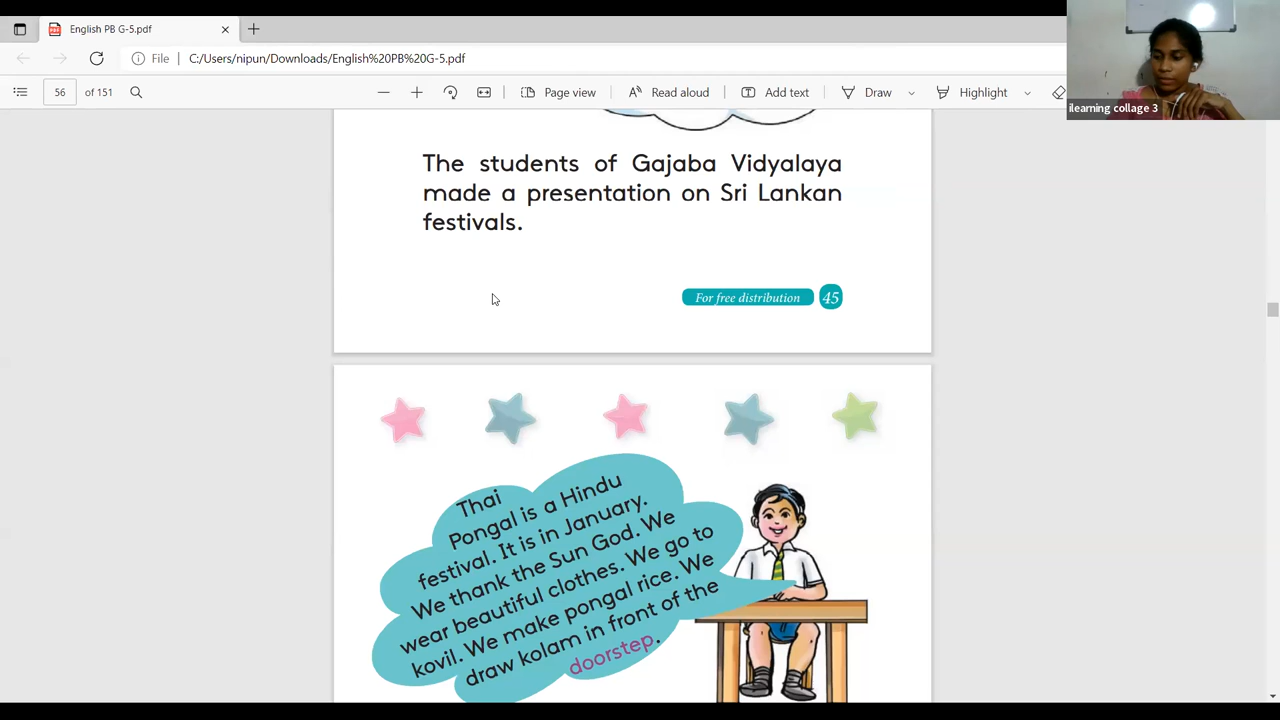 English PB G-5.pdf
File
C:/Users/nipun/Downloads/English%20PB%20G-5.pdf
56 of 151
Page view
Read aloud
Add text
Draw
Highlight
ilearning collage 3
The students of Gajaba Vidyalaya
made a presentation on Sri Lankan
festivals.
For free distribution 45
Thai
Pongal is a Hindu
festival. It is in January.
We thank the Sun God. We
wear beautiful clothes. We go to
kovil. We make pongal rice. We
draw kolam in front of the
doorstep.